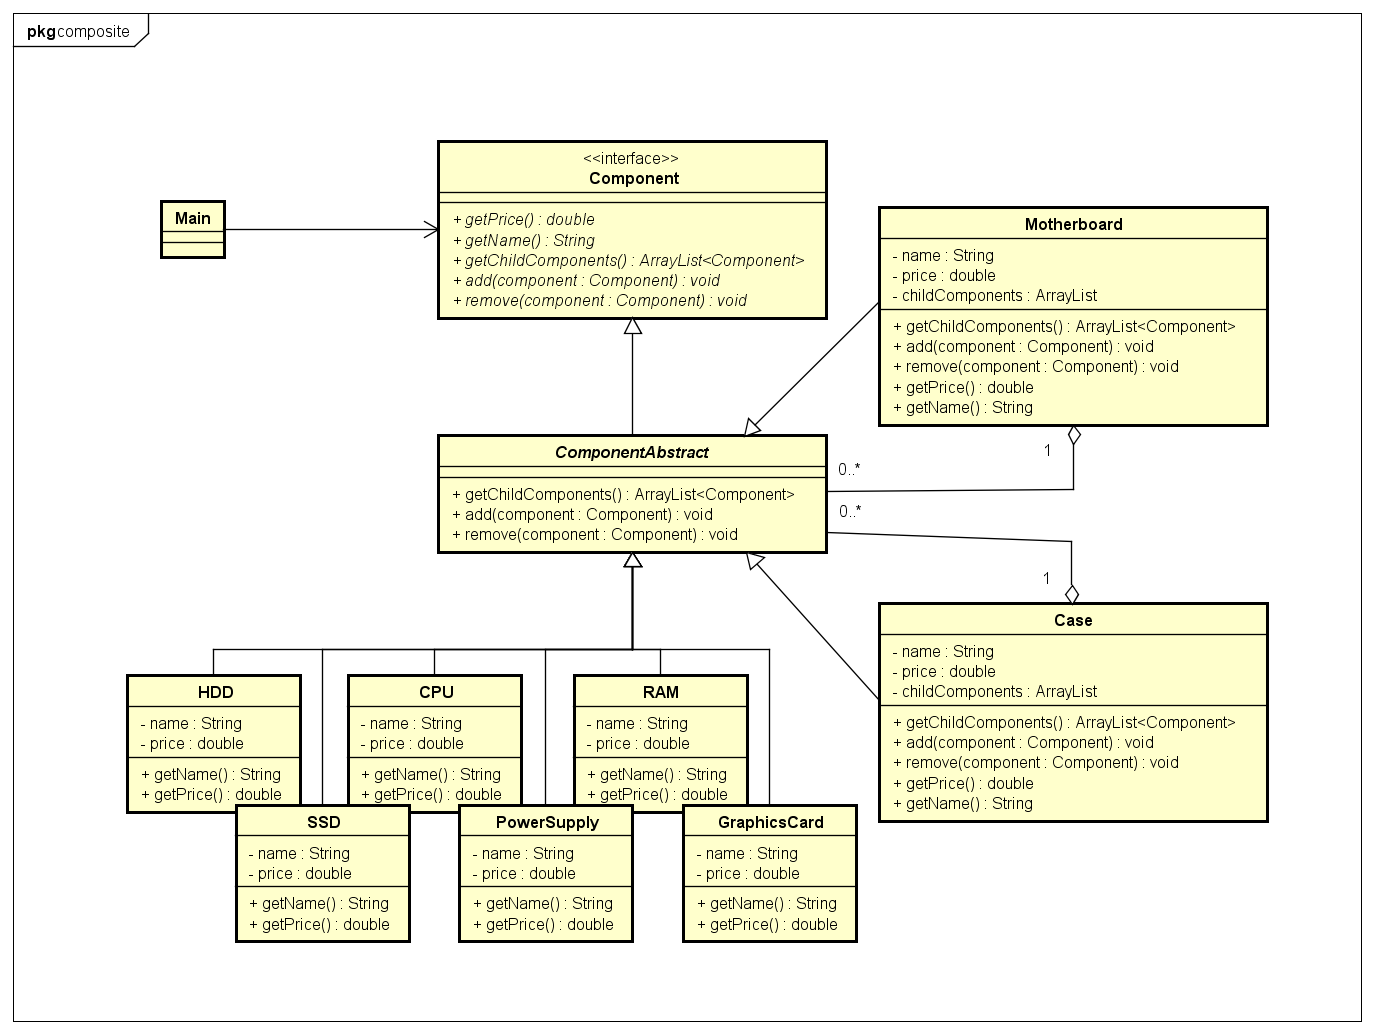 pkg composite
<<interface>>
Component
+ getPrice() : double
+ getName() : String
+ getChildComponents() : ArrayList<Component>
+ add(component : Component) : void
+ remove(component : Component) : void
Main
Motherboard
- name : String
- price : double
- childComponents : ArrayList
+ getChildComponents() : ArrayList<Component>
+ add(component : Component) : void
+ remove(component : Component) : void
+ getPrice() : double
+ getName() : String
1
0..*
ComponentAbstract
+ getChildComponents() : ArrayList<Component>
+ add(component : Component) : void
+ remove(component : Component) : void
0..*
1
Case
- name : String
- price : double
- childComponents : ArrayList
+ getChildComponents() : ArrayList<Component>
+ add(component : Component) : void
+ remove(component : Component) : void
+ getPrice() : double
+ getName() : String
HDD
- name : String
- price : double
+ getName() : String
+ getPrice() : double
CPU
- name : String
- price : double
+ getName() : String
+ getPrice() : double
RAM
- name : String
- price : double
+ getName() : String
+ getPrice() : double
SSD
- name : String
- price : double
+ getName() : String
+ getPrice() : double
PowerSupply
- name : String
- price : double
+ getName() : String
+ getPrice() : double
GraphicsCard
- name : String
- price : double
+ getName() : String
+ getPrice() : double